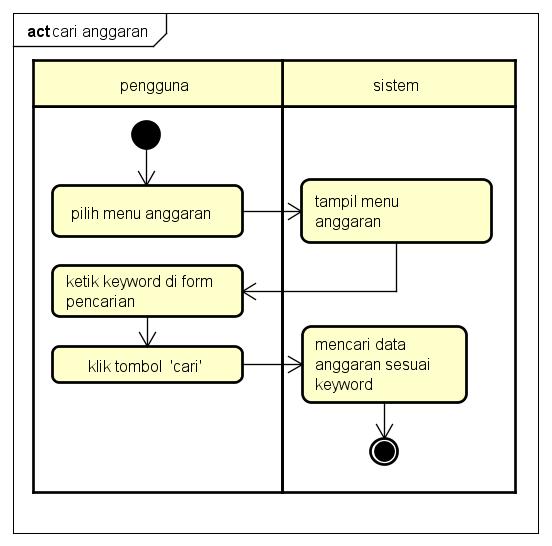 act cari anggaran
pengguna
sistem
pilih menu anggaran
tampil menu
anggaran
ketik keyword di form
pencarian
klik tombol 'cari'
mencari data
anggaran sesuai
keyword